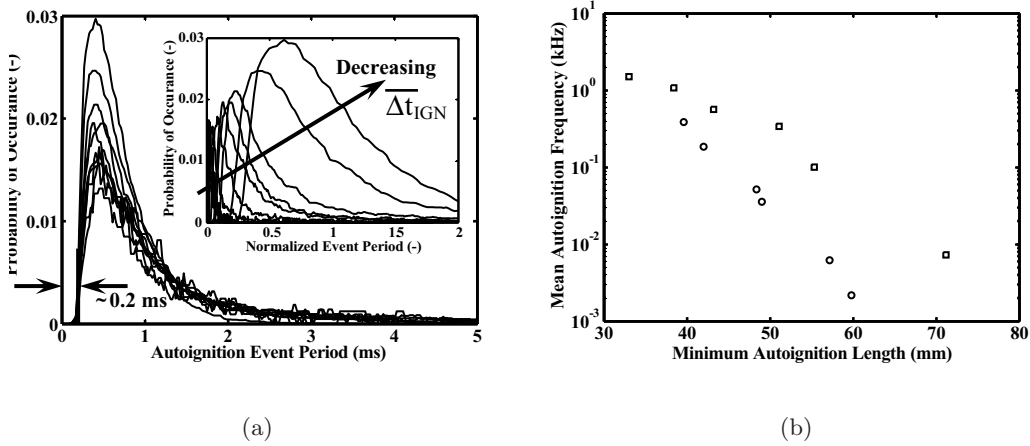 Probability of Occurance (-)
0.03
0.02
0.01
0
0 1 2 3 4 5
Autoignition Event Period (ms)
~0.2 ms
Probability of Occurance (-)
0.03
0.02
0.01
0
0 0.5 1 1.5 2
Normalized Event Period (-)
Decreasing
Δt_IGN
(a)
Mean Autoignition Frequency (kHz)
10^1
10^0
10^-1
10^-2
10^-3
30 40 50 60 70 80
Minimum Autoignition Length (mm)
(b)